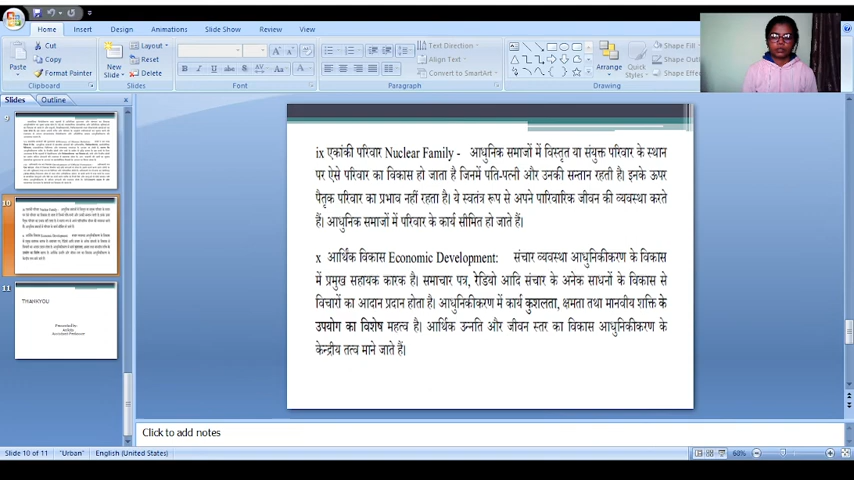 Home Insert Design Animations Slide Show Review View
Cut
Copy
Format Painter
Paste
Clipboard
New
Slide
Layout
Reset
Delete
Slides
Font
Paragraph
Text Direction
Align Text
Convert to SmartArt
Arrange
Quick
Styles
Shape Fill
Shape
Shape Effe
Drawing
Slides Outline
9
10
11
THANKYOU
ix एकांकी परिवार Nuclear Family - आधुनिक समाजों में विस्तृत या संयुक्त परिवार के स्थान
पर ऐसे परिवार का विकास हो जाता है जिनमें पति-पत्नी और उनकी सन्तान रहती है। इनके ऊपर
पैतृक परिवार का प्रभाव नहीं रहता है। ये स्वतंत्र रूप से अपने पारिवारिक जीवन की व्यवस्था करते
हैं। आधुनिक समाजों में परिवार के कार्य सीमित हो जाते हैं।
x आर्थिक विकास Economic Development: संचार व्यवस्था आधुनिकीकरण के विकास
में प्रमुख सहायक कारक है। समाचार पत्र, रेडियो आदि संचार के अनेक साधनों के विकास से
विचारों का आदान प्रदान होता है। आधुनिकीकरण में कार्य कुशलता, क्षमता तथा मानवीय शक्ति के
उपयोग का विशेष महत्व है। आर्थिक उन्नति और जीवन स्तर का विकास आधुनिकीकरण के
केन्द्रीय तत्व माने जाते हैं।
Click to add notes
Slide 10 of 11 "Urban" English (United States) 68%